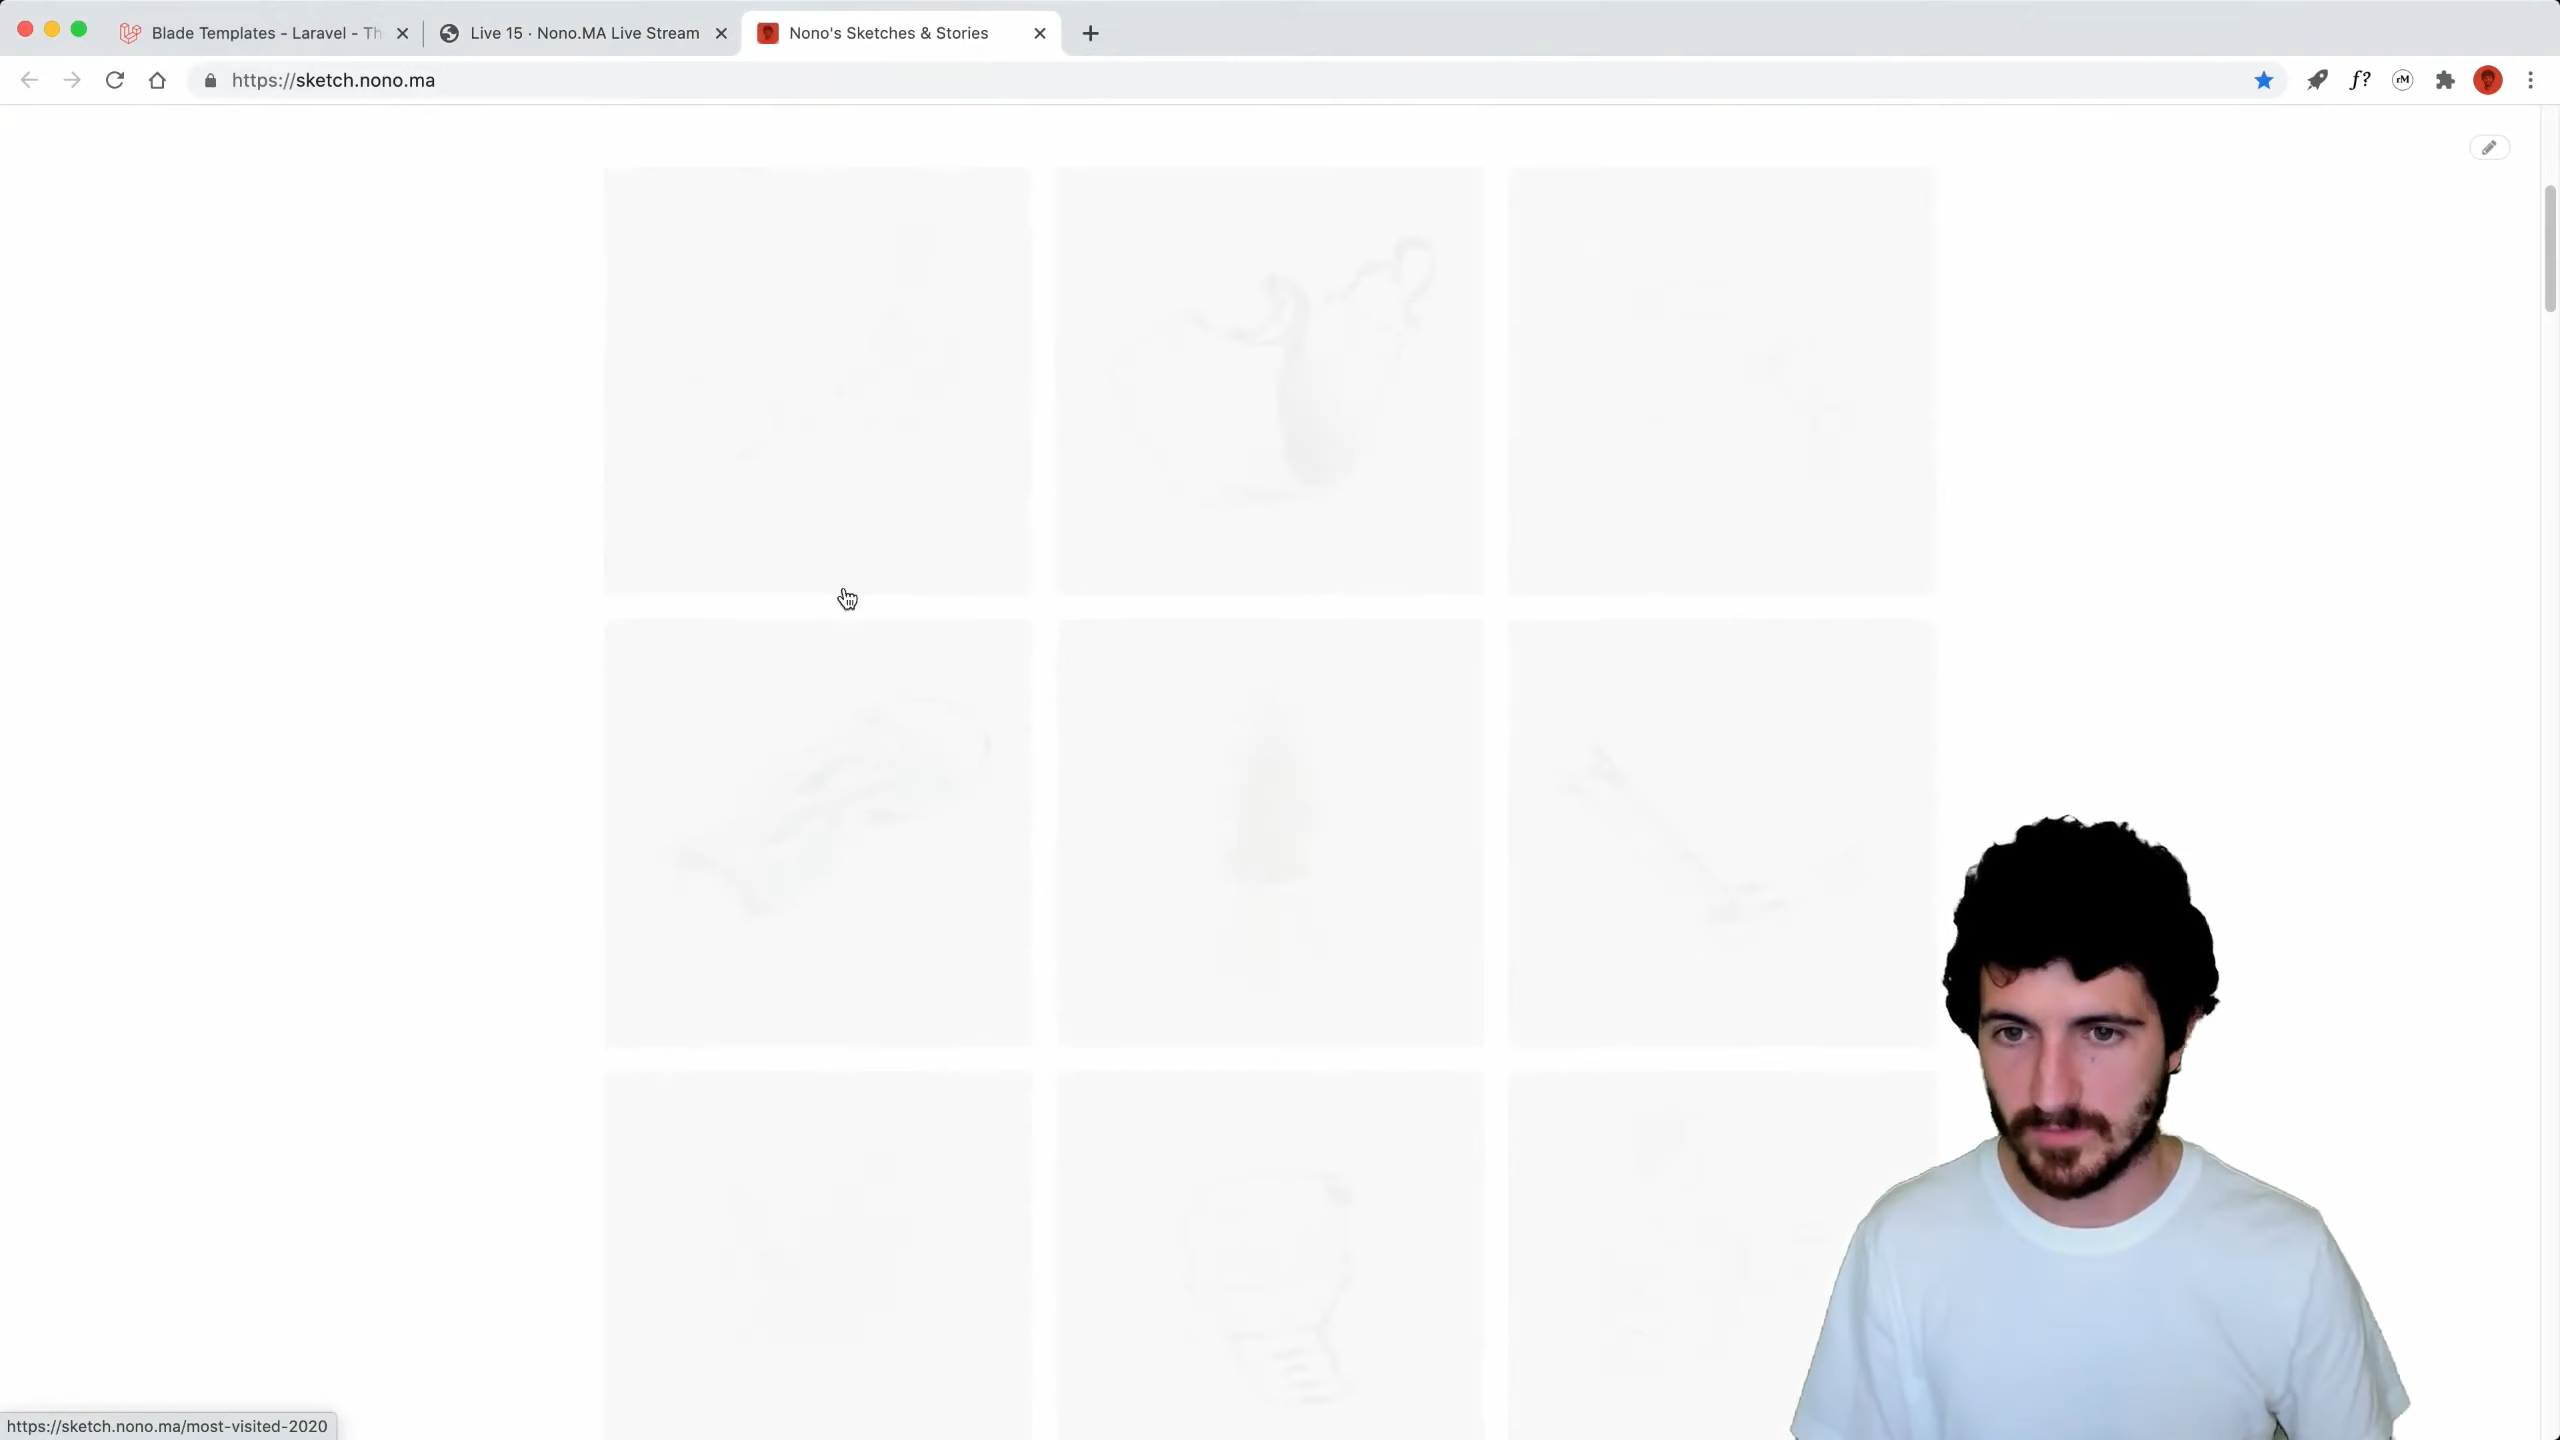 Blade Templates - Laravel - Th
Live 15 · Nono.MA Live Stream
Nono's Sketches & Stories
https://sketch.nono.ma
f?
rM
https://sketch.nono.ma/most-visited-2020